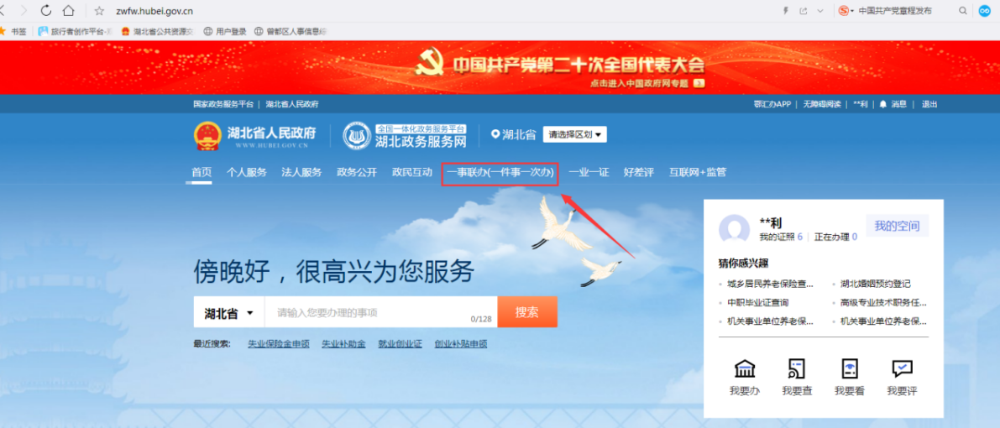 zwfw.hubei.gov.cn
中国共产党章程发布
书签
旅行者创作平台-
湖北省公共资源交
用户登录
曾都区人事信息综
中国共产党第二十次全国代表大会
点击进入中国政府网专题
国家政务服务平台 | 湖北省人民政府
鄂汇办APP | 无障碍阅读 | **利 | 消息 | 退出
湖北省人民政府
WWW.HUBEI.GOV.CN
全国一体化政务服务平台
湖北政务服务网
湖北省
请选择区划
首页 个人服务 法人服务 政务公开 政民互动 一事联办(一件事一次办) 一业一证 好差评 互联网+监管
**利
我的证照 6 | 正在办理 0
我的空间
猜你感兴趣
城乡居民养老保险查... 湖北婚姻预约登记
中职毕业证查询 高级专业技术职务任...
机关事业单位养老保... 机关事业单位养老保...
我要办 我要查 我要看 我要评
傍晚好，很高兴为您服务
湖北省 请输入您要办理的事项 0/128 搜索
最近搜索: 失业保险金申领 失业补助金 就业创业证 创业补贴申领